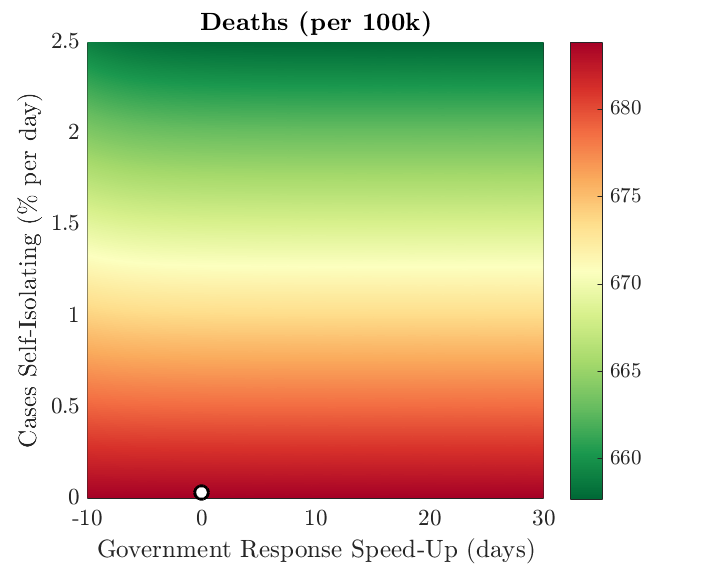 Deaths (per 100k)
2.5
2
1.5
1
0.5
0
Cases Self-Isolating (% per day)
-10 0 10 20 30
Government Response Speed-Up (days)
680
675
670
665
660